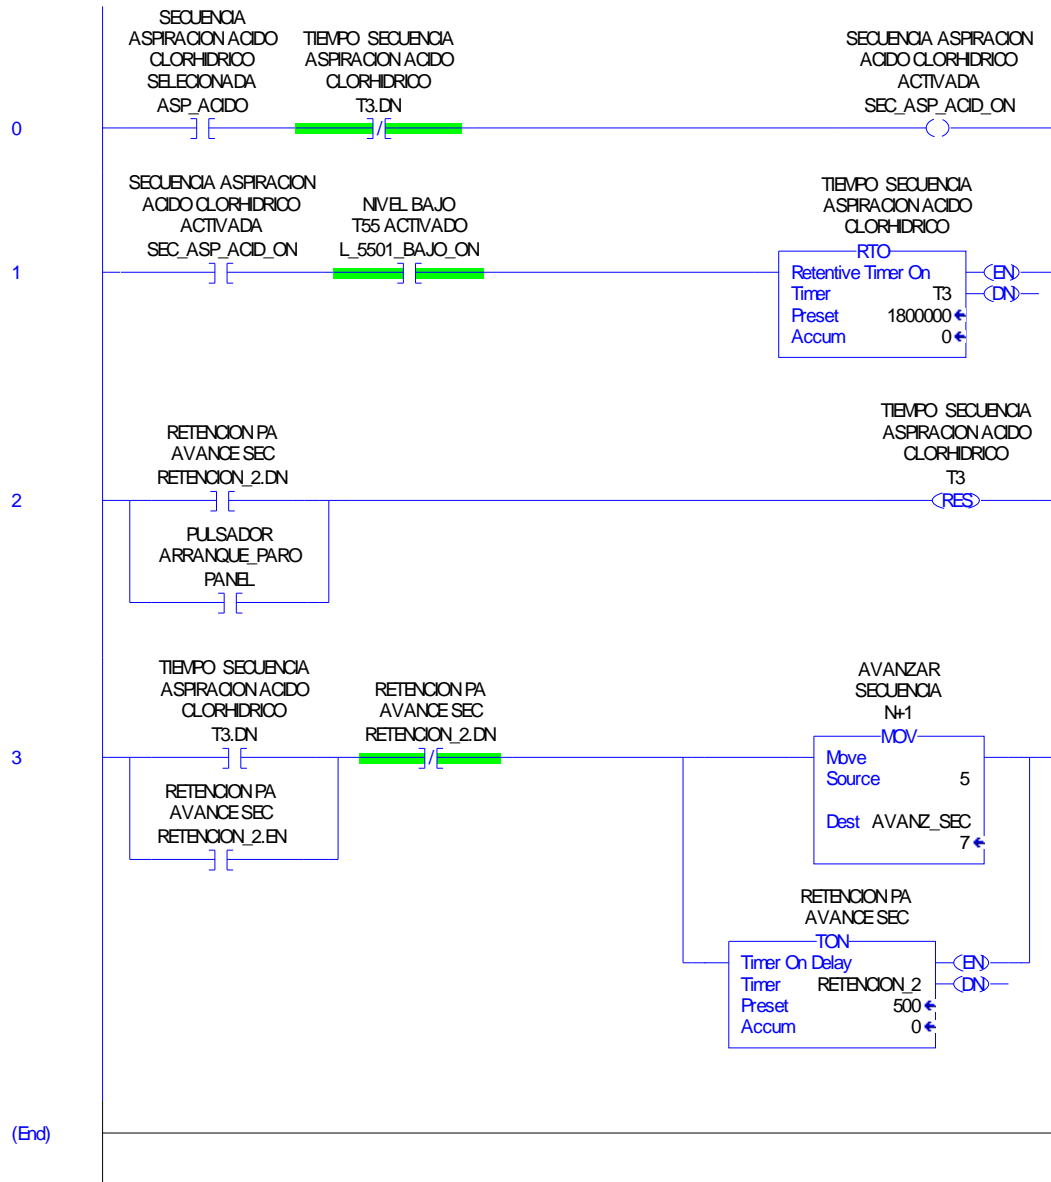 SECUENCIA
ASPIRACION ACIDO
CLORHIDRICO
SELECIONADA
ASP_ACIDO
TIEMPO SECUENCIA
ASPIRACION ACIDO
CLORHIDRICO
T3.DN
SECUENCIA ASPIRACION
ACIDO CLORHIDRICO
ACTIVADA
SEC_ASP_ACID_ON
0
SECUENCIA ASPIRACION
ACIDO CLORHIDRICO
ACTIVADA
SEC_ASP_ACID_ON
NIVEL BAJO
T55 ACTIVADO
L_5501_BAJO_ON
TIEMPO SECUENCIA
ASPIRACION ACIDO
CLORHIDRICO
1
RTO
Retentive Timer On
Timer T3
Preset 1800000
Accum 0
EN
DN
RETENCION PA
AVANCE SEC
RETENCION_2.DN
TIEMPO SECUENCIA
ASPIRACION ACIDO
CLORHIDRICO
T3
RES
2
PULSADOR
ARRANQUE_PARO
PANEL
TIEMPO SECUENCIA
ASPIRACION ACIDO
CLORHIDRICO
T3.DN
RETENCION PA
AVANCE SEC
RETENCION_2.DN
AVANZAR
SECUENCIA
N+1
3
MOV
Move
Source 5
Dest AVANZ_SEC
7
RETENCION PA
AVANCE SEC
RETENCION_2.EN
RETENCION PA
AVANCE SEC
TON
Timer On Delay
Timer RETENCION_2
Preset 500
Accum 0
EN
DN
(End)